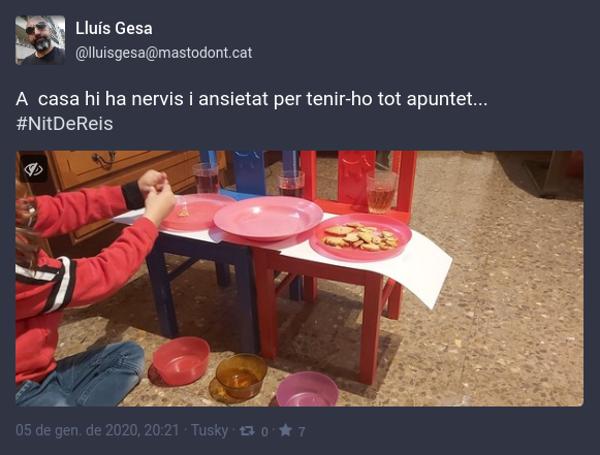 Lluís Gesa
@lluisgesa@mastodont.cat
A casa hi ha nervis i ansietat per tenir-ho tot apuntet...
#NitDeReis
05 de gen. de 2020, 20:21 · Tusky · 0 · 7